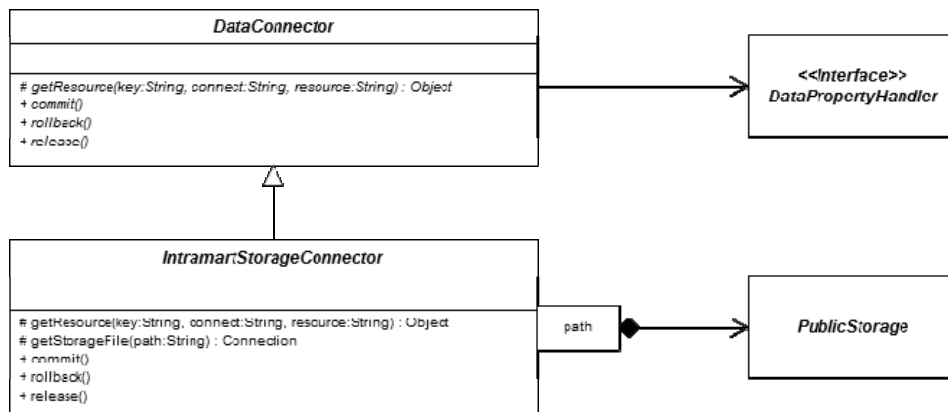 DataConnector
# getResource(key:String, connect:String, resource:String) : Object
+ commit()
+ rollback()
+ release()
<<Interface>>
DataPropertyHandler
IntramartStorageConnector
# getResource(key:String, connect:String, resource:String) : Object
# getStorageFile(path:String) : Connection
+ commit()
+ rollback()
+ release()
path
PublicStorage